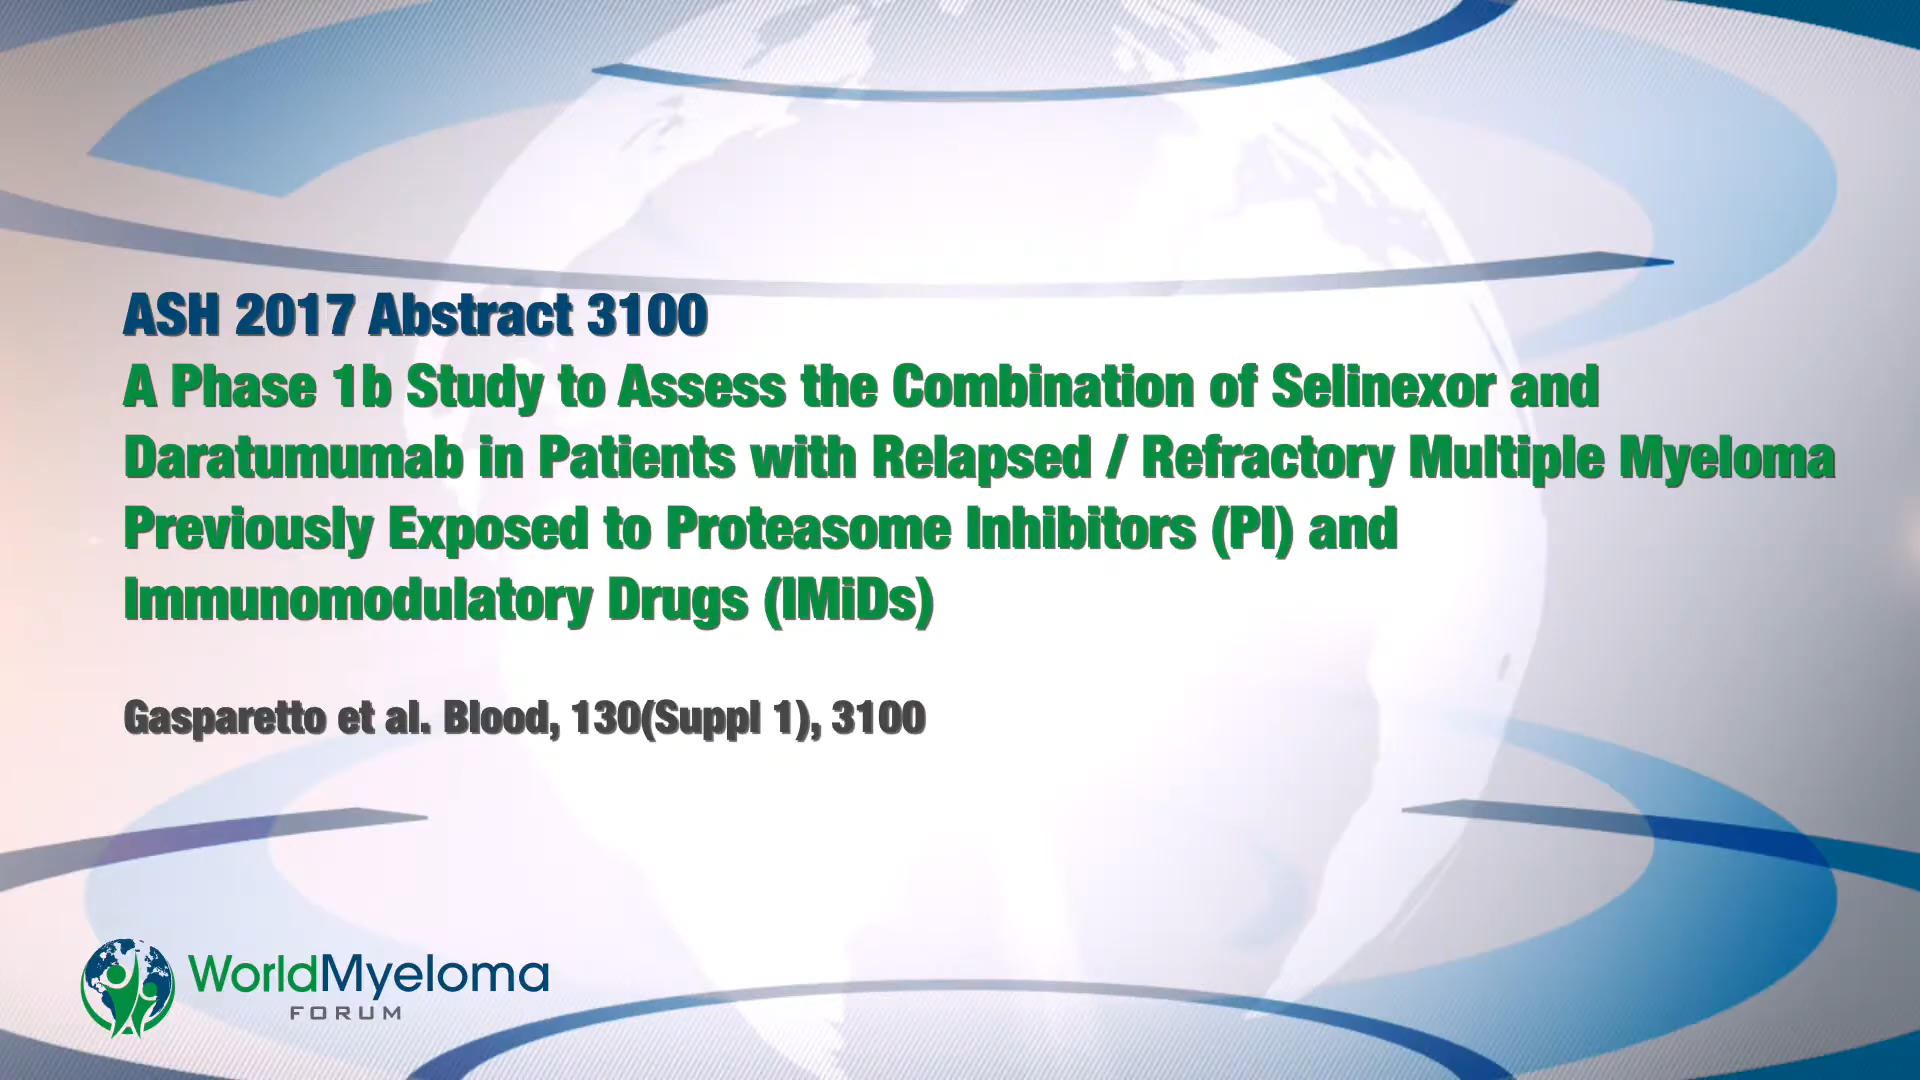 ASH 2017 Abstract 3100
A Phase 1b Study to Assess the Combination of Selinexor and
Daratumumab in Patients with Relapsed / Refractory Multiple Myeloma
Previously Exposed to Proteasome Inhibitors (PI) and
Immunomodulatory Drugs (IMiDs)
Gasparetto et al. Blood, 130(Suppl 1), 3100
WorldMyeloma
FORUM